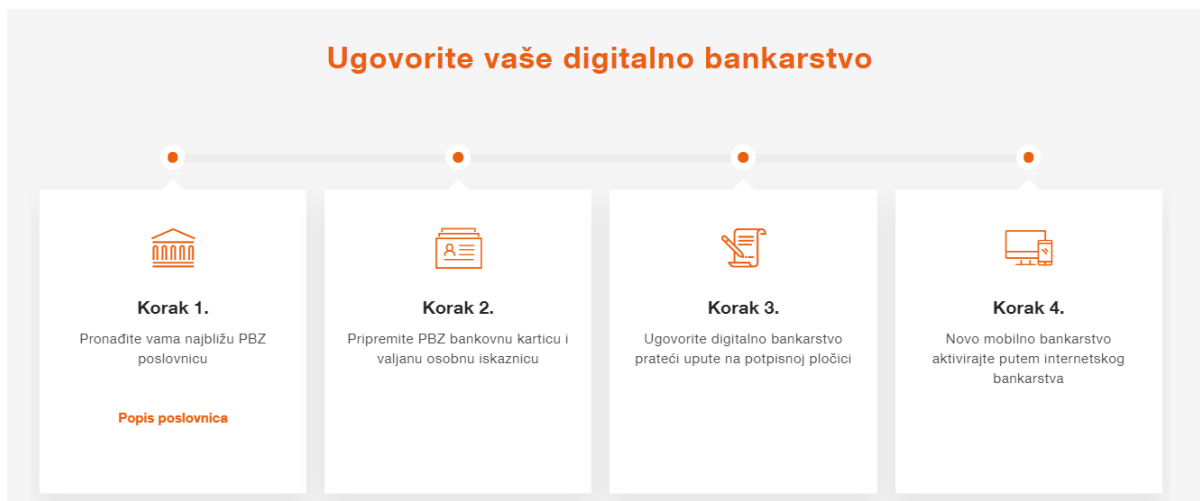 Ugovorite vaše digitalno bankarstvo
Korak 1.
Pronađite vama najbližu PBZ
poslovnicu
Popis poslovnica
Korak 2.
Pripremite PBZ bankovnu karticu i
valjanu osobnu iskaznicu
Korak 3.
Ugovorite digitalno bankarstvo
prateći upute na potpisnoj pločici
Korak 4.
Novo mobilno bankarstvo
aktivirajte putem internetskog
bankarstva